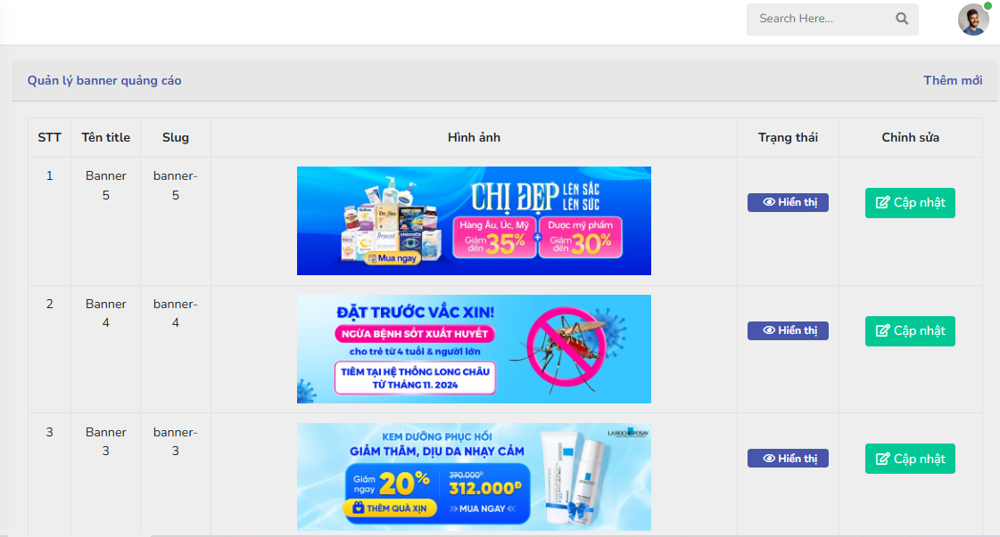 Search Here...
Quản lý banner quảng cáo
Thêm mới
STT Tên title Slug Hình ảnh Trạng thái Chỉnh sửa
1
Banner
5
banner-
5
CHỊ ĐẸP LÊN SẮC
LÊN SỨC
Hàng Âu, Úc, Mỹ
Giảm
đến 35%
+
Dược mỹ phẩm
Giảm
đến 30%
Dr.Sto
VisionAce
Mua ngay
Hiển thị
Cập nhật
2
Banner
4
banner-
4
ĐẶT TRƯỚC VẮC XIN!
NGỪA BỆNH SỐT XUẤT HUYẾT
cho trẻ từ 4 tuổi & người lớn
TIÊM TẠI HỆ THỐNG LONG CHÂU
TỪ THÁNG 11. 2024
Hiển thị
Cập nhật
3
Banner
3
banner-
3
LA ROCHE POSAY
KEM DƯỠNG PHỤC HỒI
GIẢM THÂM, DỊU DA NHẠY CẢM
Giảm
ngay 20%
390.000đ
312.000Đ
THÊM QUÀ XỊN
>> MUA NGAY <<
Hiển thị
Cập nhật